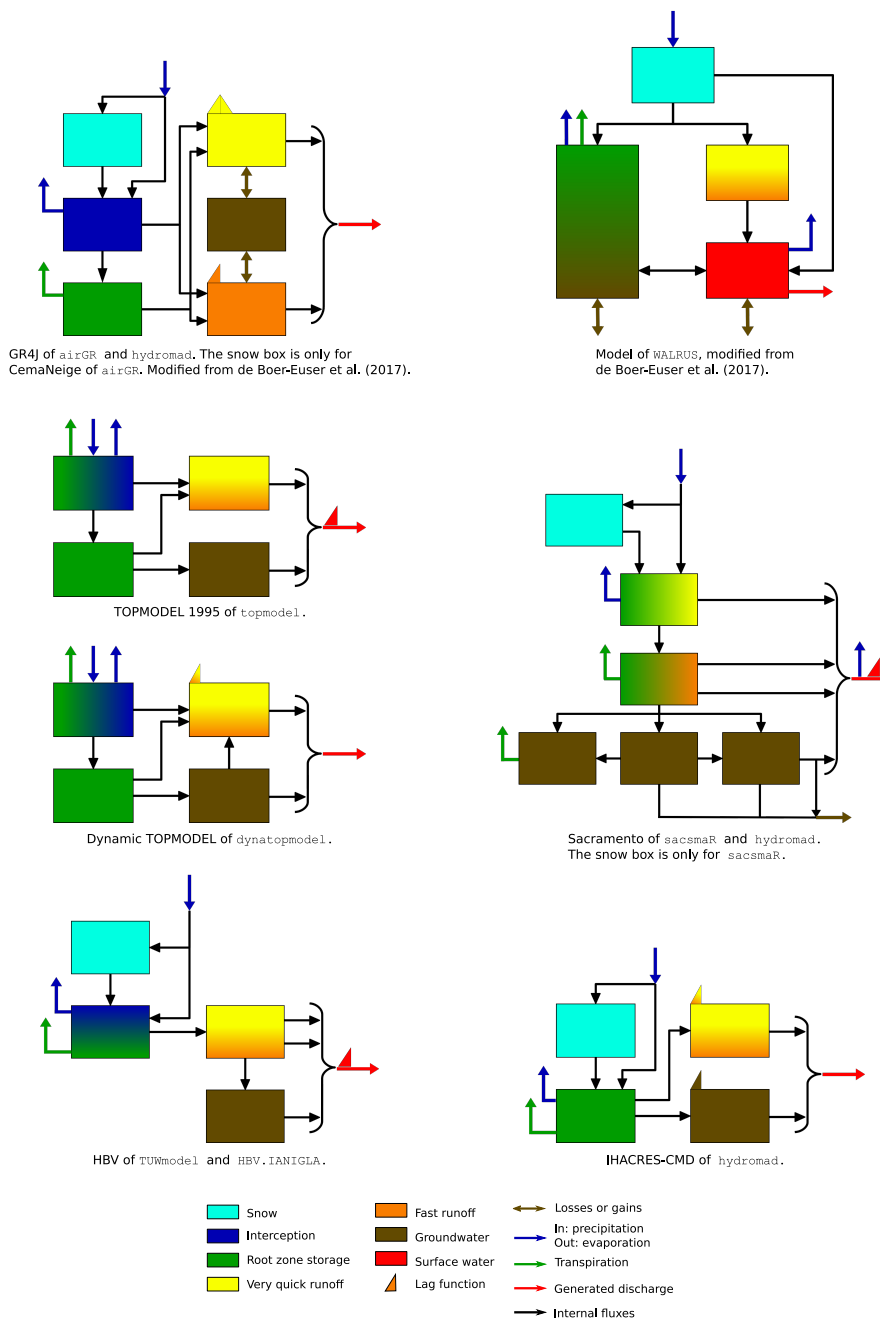 GR4J of airGR and hydromad. The snow box is only for
CemaNeige of airGR. Modified from de Boer-Euser et al. (2017).
Model of WALRUS, modified from
de Boer-Euser et al. (2017).
TOPMODEL 1995 of topmodel.
Dynamic TOPMODEL of dynatopmodel.
Sacramento of sacsmaR and hydromad.
The snow box is only for sacsmaR.
HBV of TUWmodel and HBV.IANIGLA.
IHACRES-CMD of hydromad.
Snow
Interception
Root zone storage
Very quick runoff
Fast runoff
Groundwater
Surface water
Lag function
Losses or gains
In: precipitation
Out: evaporation
Transpiration
Generated discharge
Internal fluxes